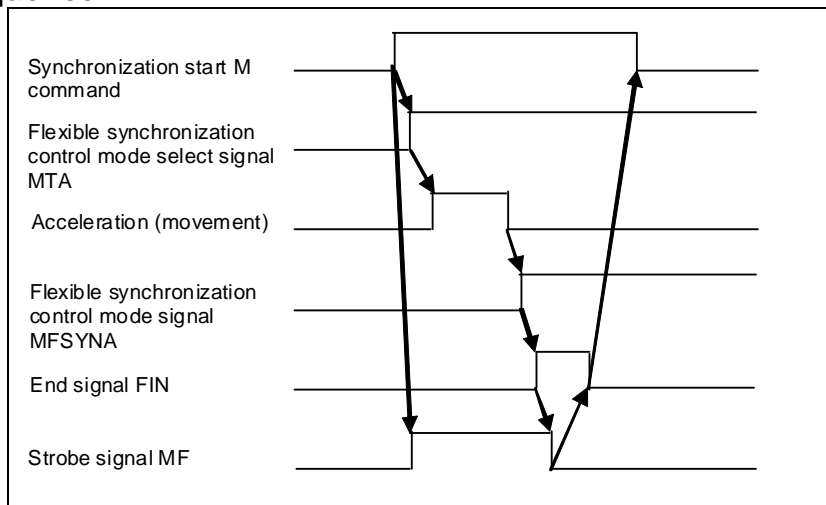 Synchronization start M
command
Flexible synchronization
control mode select signal
MTA
Acceleration (movement)
Flexible synchronization
control mode signal
MFSYNA
End signal FIN
Strobe signal MF